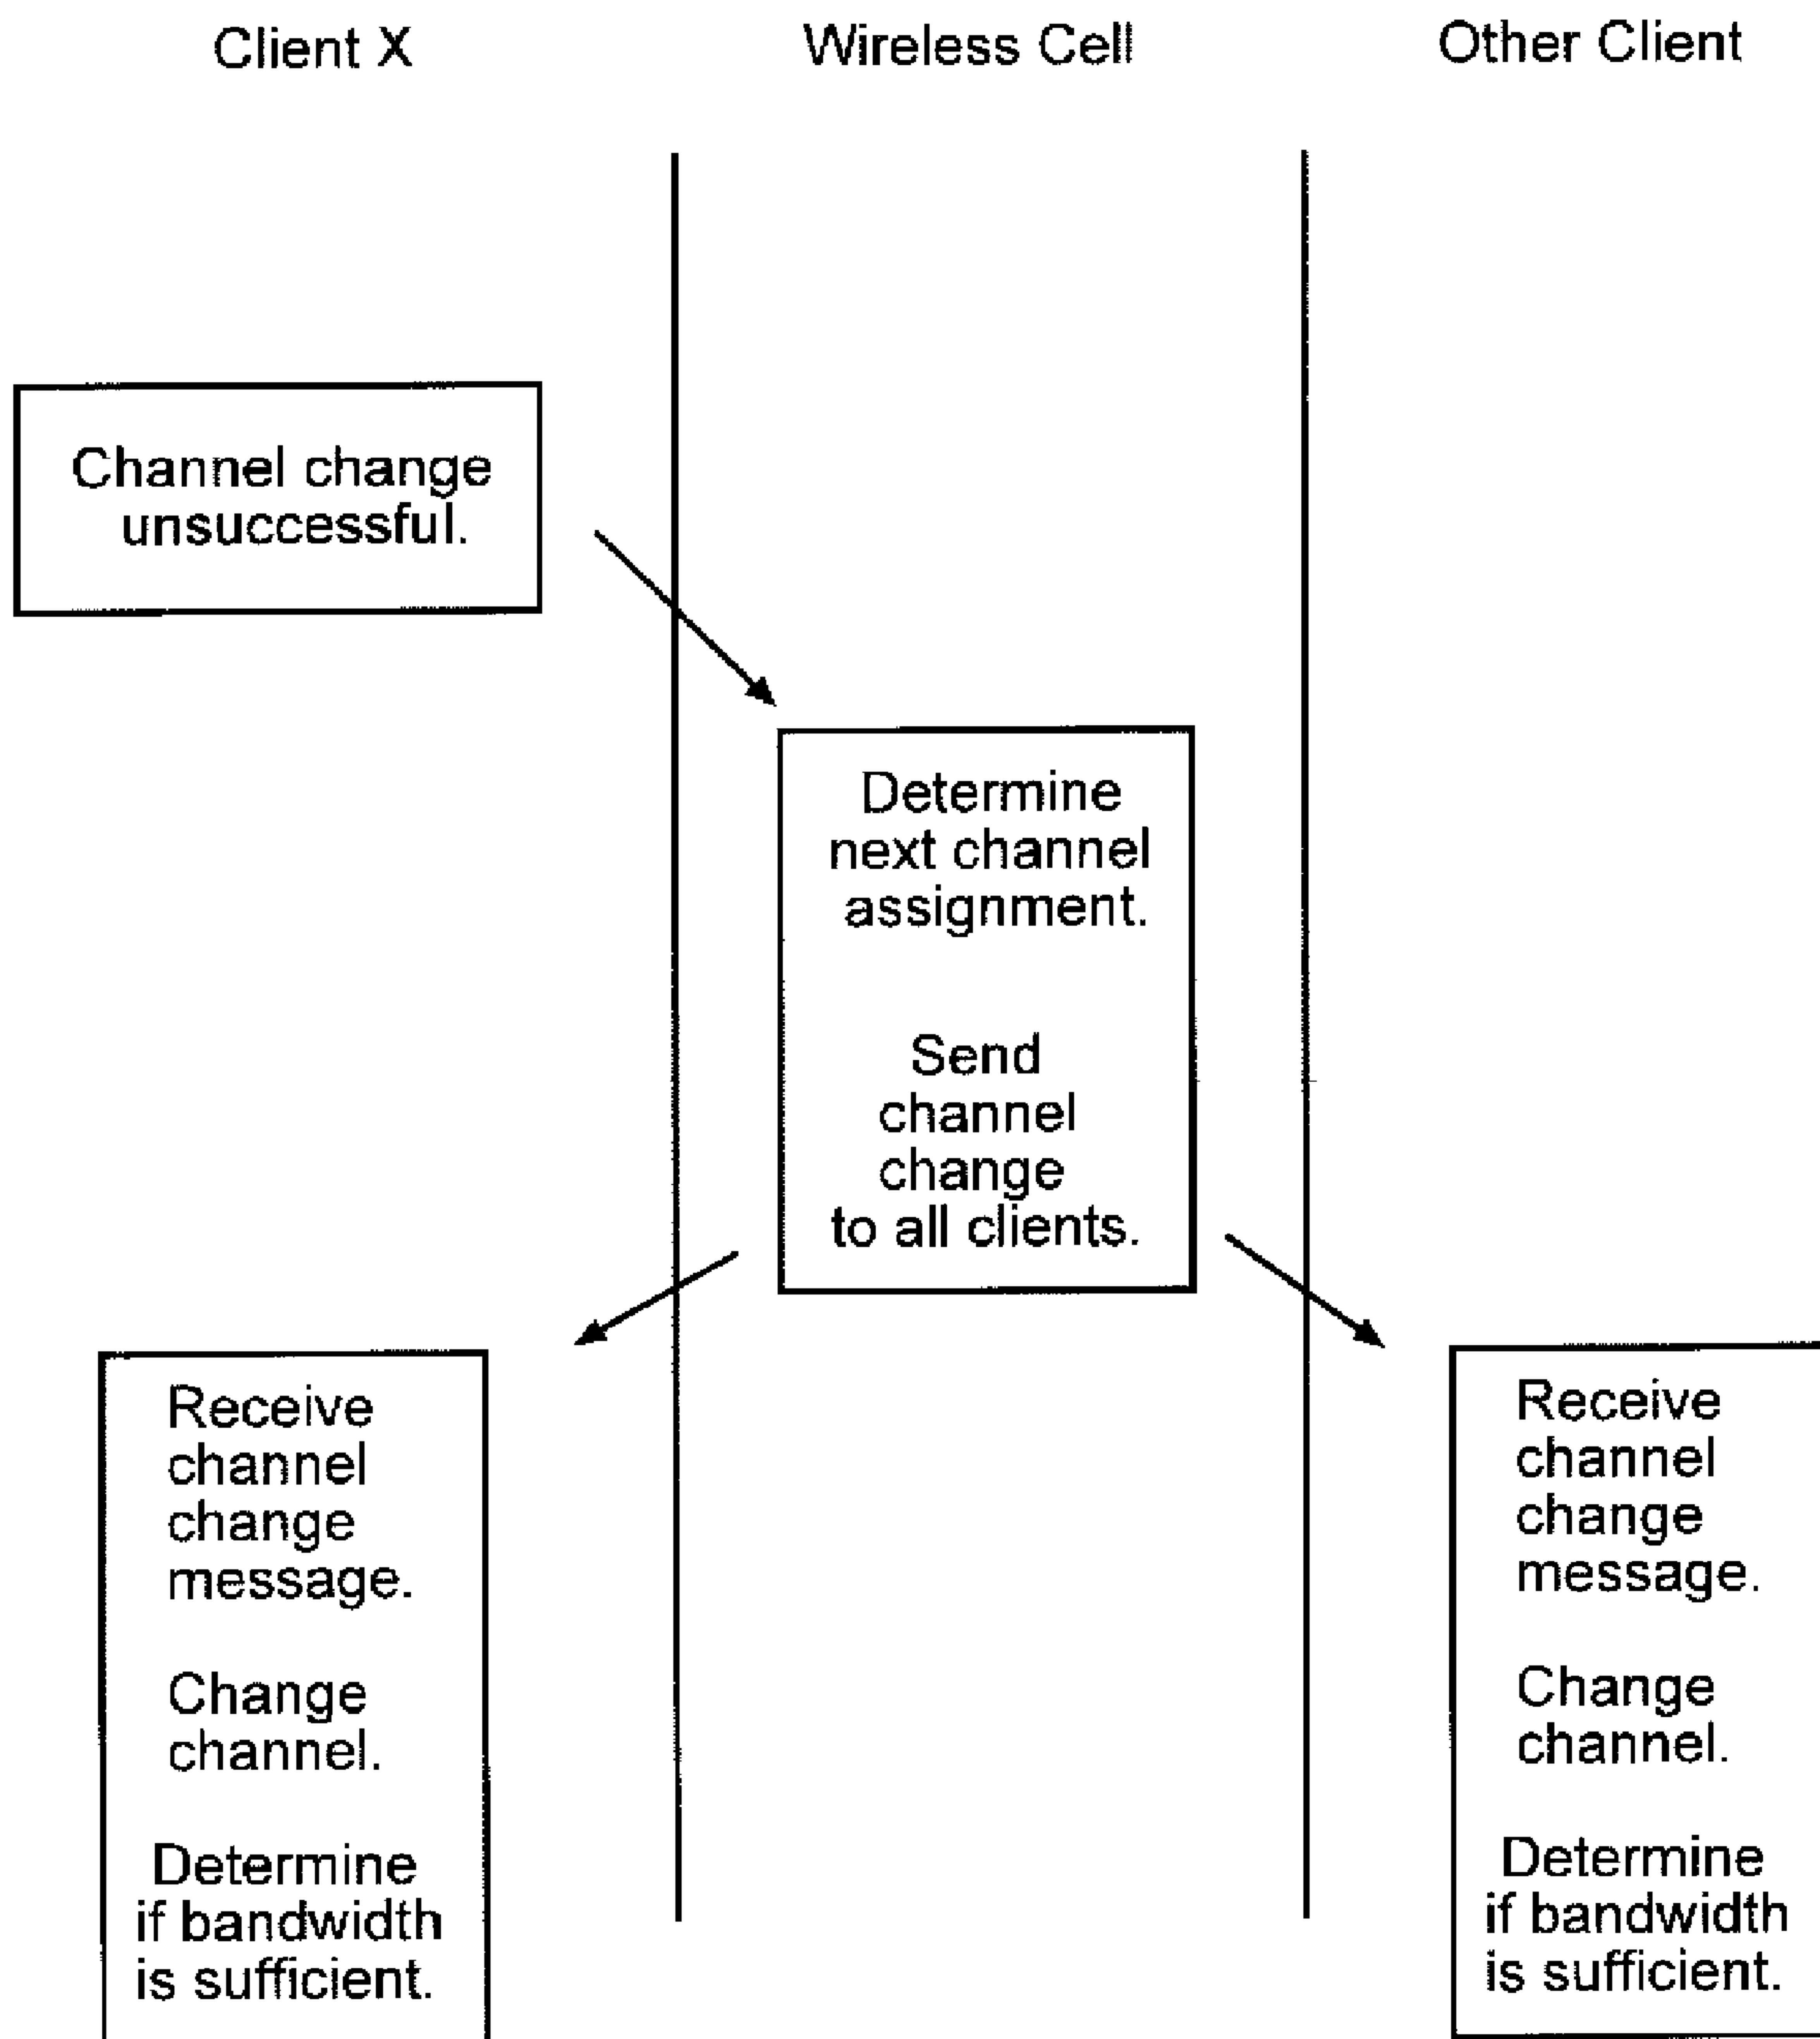 Client X
Wireless Cell
Other Client
Channel change
unsuccessful.
Determine
next channel
assignment.
Send
channel
change
to all clients.
Receive
channel
change
message.
Change
channel.
Determine
if bandwidth
is sufficient.
Receive
channel
change
message.
Change
channel.
Determine
if bandwidth
is sufficient.